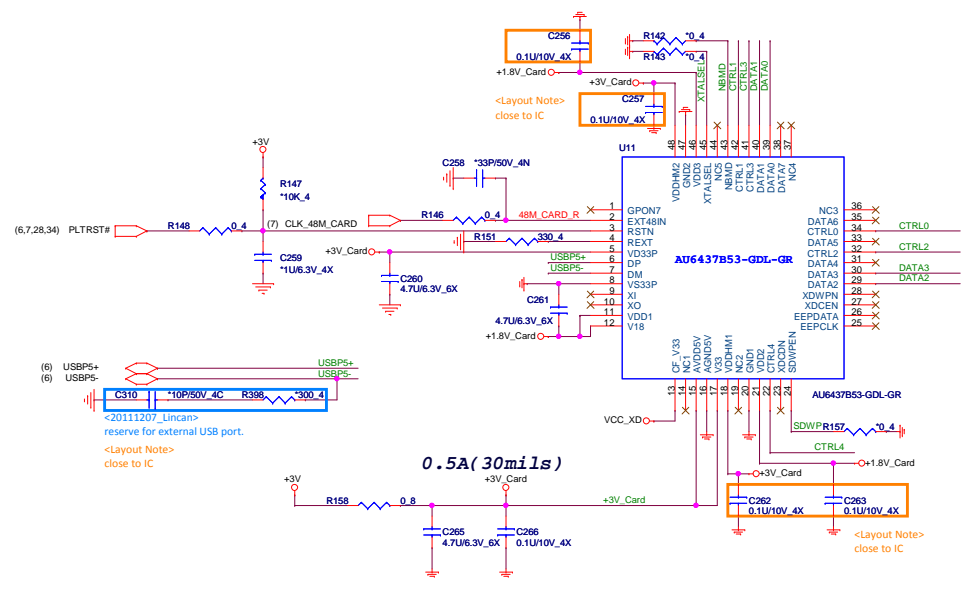 C256
0.1U/10V_4X
+1.8V_Card
R142
*0_4
R143
*0_4
+3V_Card
<Layout Note>
close to IC
C257
0.1U/10V_4X
XTALSEL
NBMD
CTRL1
CTRL3
DATA1
DATA0
U11
48
47
46
45
44
43
42
41
40
39
38
37
VDDHM2
GND2
VDD3
XTALSEL
NC5
NBMD
CTRL1
CTRL3
DATA1
DATA0
DATA7
NC4
+3V
R147
*10K_4
C258
*33P/50V_4N
(6,7,28,34) PLTRST#
R148
0_4
(7) CLK_48M_CARD
R146
0_4
48M_CARD_R
R151
330_4
C259
*1U/6.3V_4X
+3V_Card
C260
4.7U/6.3V_6X
USBP5+
USBP5-
C261
4.7U/6.3V_6X
+1.8V_Card
1 GPON7
2 EXT48IN
3 RSTN
4 REXT
5 VD33P
6 DP
7 DM
8 VS33P
9 XI
10 XO
11 VDD1
12 V18
AU6437B53-GDL-GR
NC3 36
DATA6 35
CTRL0 34
DATA5 33
CTRL2 32
DATA4 31
DATA3 30
DATA2 29
XDWPN 28
XDCEN 27
EEPDATA 26
EEPCLK 25
CTRL0
CTRL2
DATA3
DATA2
CF_V33
NC1
AVDD5V
AGND5V
V33
VDDHM1
NC2
GND1
VDD2
CTRL4
XDCDN
SDWPEN
13
14
15
16
17
18
19
20
21
22
23
24
AU6437B53-GDL-GR
(6) USBP5+
USBP5+
(6) USBP5-
USBP5-
C310
*10P/50V_4C
R398
*300_4
<20111207_Lincan>
reserve for external USB port.
<Layout Note>
close to IC
VCC_XD
SDWP
R157
*0_4
CTRL4
0.5A(30mils)
+1.8V_Card
+3V_Card
+3V
+3V_Card
R158
0_8
+3V_Card
C262
0.1U/10V_4X
C263
0.1U/10V_4X
C265
4.7U/6.3V_6X
C266
0.1U/10V_4X
<Layout Note>
close to IC